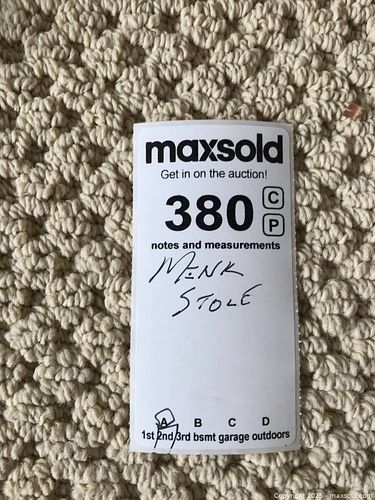 maxsold
Get in on the auction!
380 C
P
notes and measurements
MINK
STOLE
A B C D
1st 2nd 3rd bsmt garage outdoors
Copyright 2025 - maxsold.com